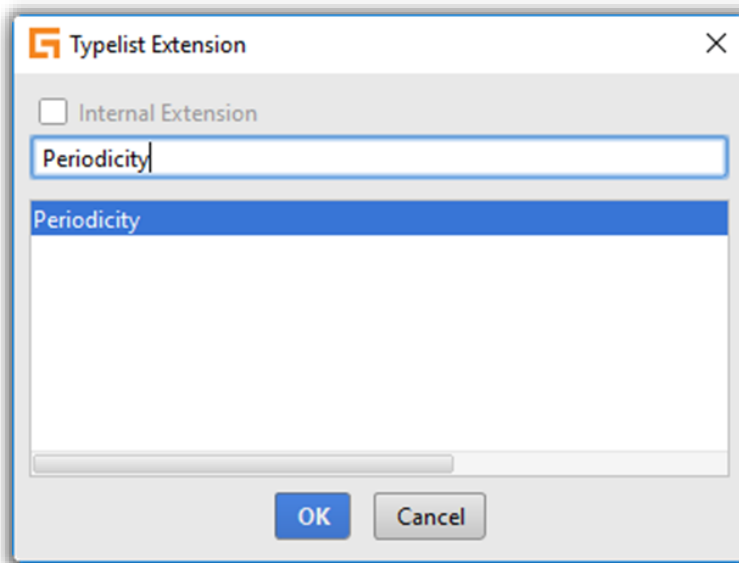 Typelist Extension
Internal Extension
Periodicity
Periodicity
OK Cancel